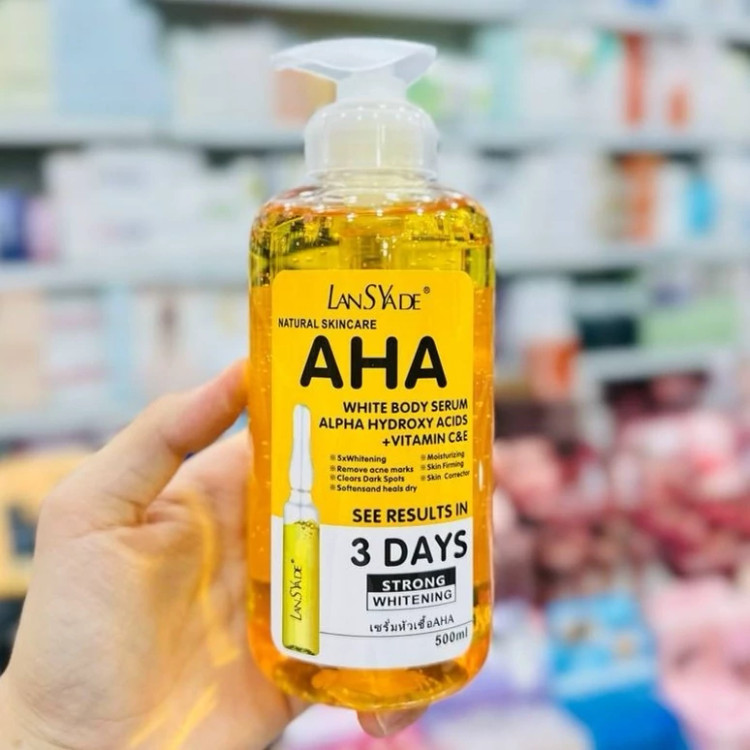 LANSYADE®
NATURAL SKINCARE
AHA
WHITE BODY SERUM
ALPHA HYDROXY ACIDS
+VITAMIN C&E
5xWhitening
Remove acne marks
Clears Dark Spots
Softensand heals dry
Moisturizing
Skin Firming
Skin Corrector
SEE RESULTS IN
3 DAYS
STRONG
WHITENING
เซรั่มหัวเชื้อAHA
500ml
LANSYADE®